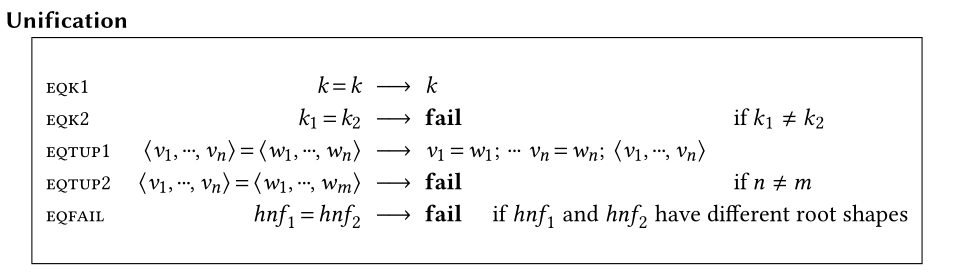 Unification
EQK1 k = k ⟶ k
EQK2 k₁ = k₂ ⟶ fail if k₁ ≠ k₂
EQTUP1 ⟨v₁, ⋯, vₙ⟩ = ⟨w₁, ⋯, wₙ⟩ ⟶ v₁ = w₁; ⋯ vₙ = wₙ; ⟨v₁, ⋯, vₙ⟩
EQTUP2 ⟨v₁, ⋯, vₙ⟩ = ⟨w₁, ⋯, wₘ⟩ ⟶ fail if n ≠ m
EQFAIL hnf₁ = hnf₂ ⟶ fail if hnf₁ and hnf₂ have different root shapes